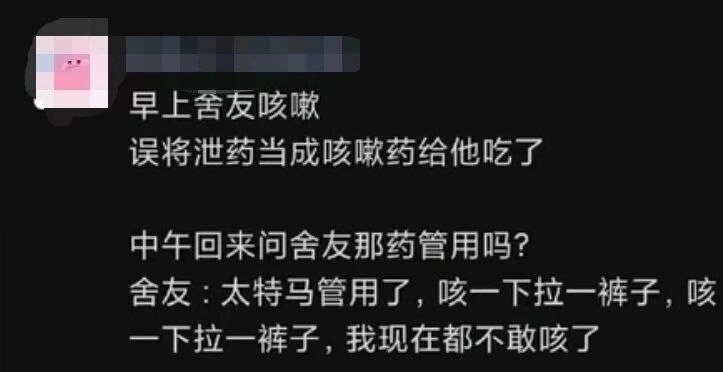 早上舍友咳嗽
误将泄药当成咳嗽药给他吃了
中午回来问舍友那药管用吗?
舍友：太特马管用了，咳一下拉一裤子，咳
一下拉一裤子，我现在都不敢咳了